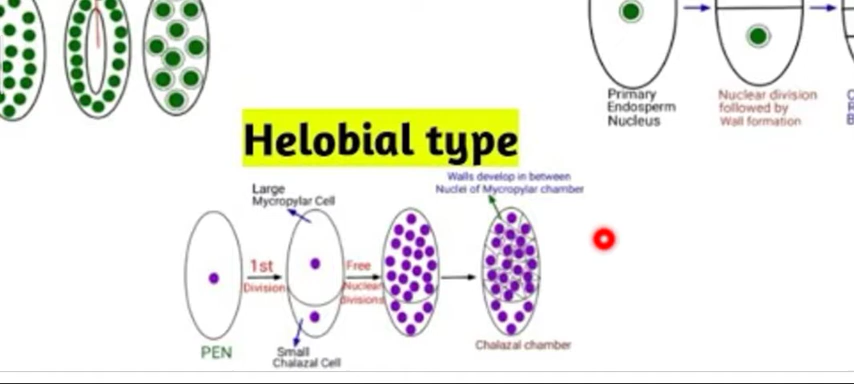 Primary
Endosperm
Nucleus
Nuclear division
followed by
Wall formation
Helobial type
Walls develop in between
Nuclei of Mycropylar chamber
Large
Mycropylar Cell
1st
Division
Free
Nuclear
divisions
PEN
Small
Chalazal Cell
Chalazal chamber